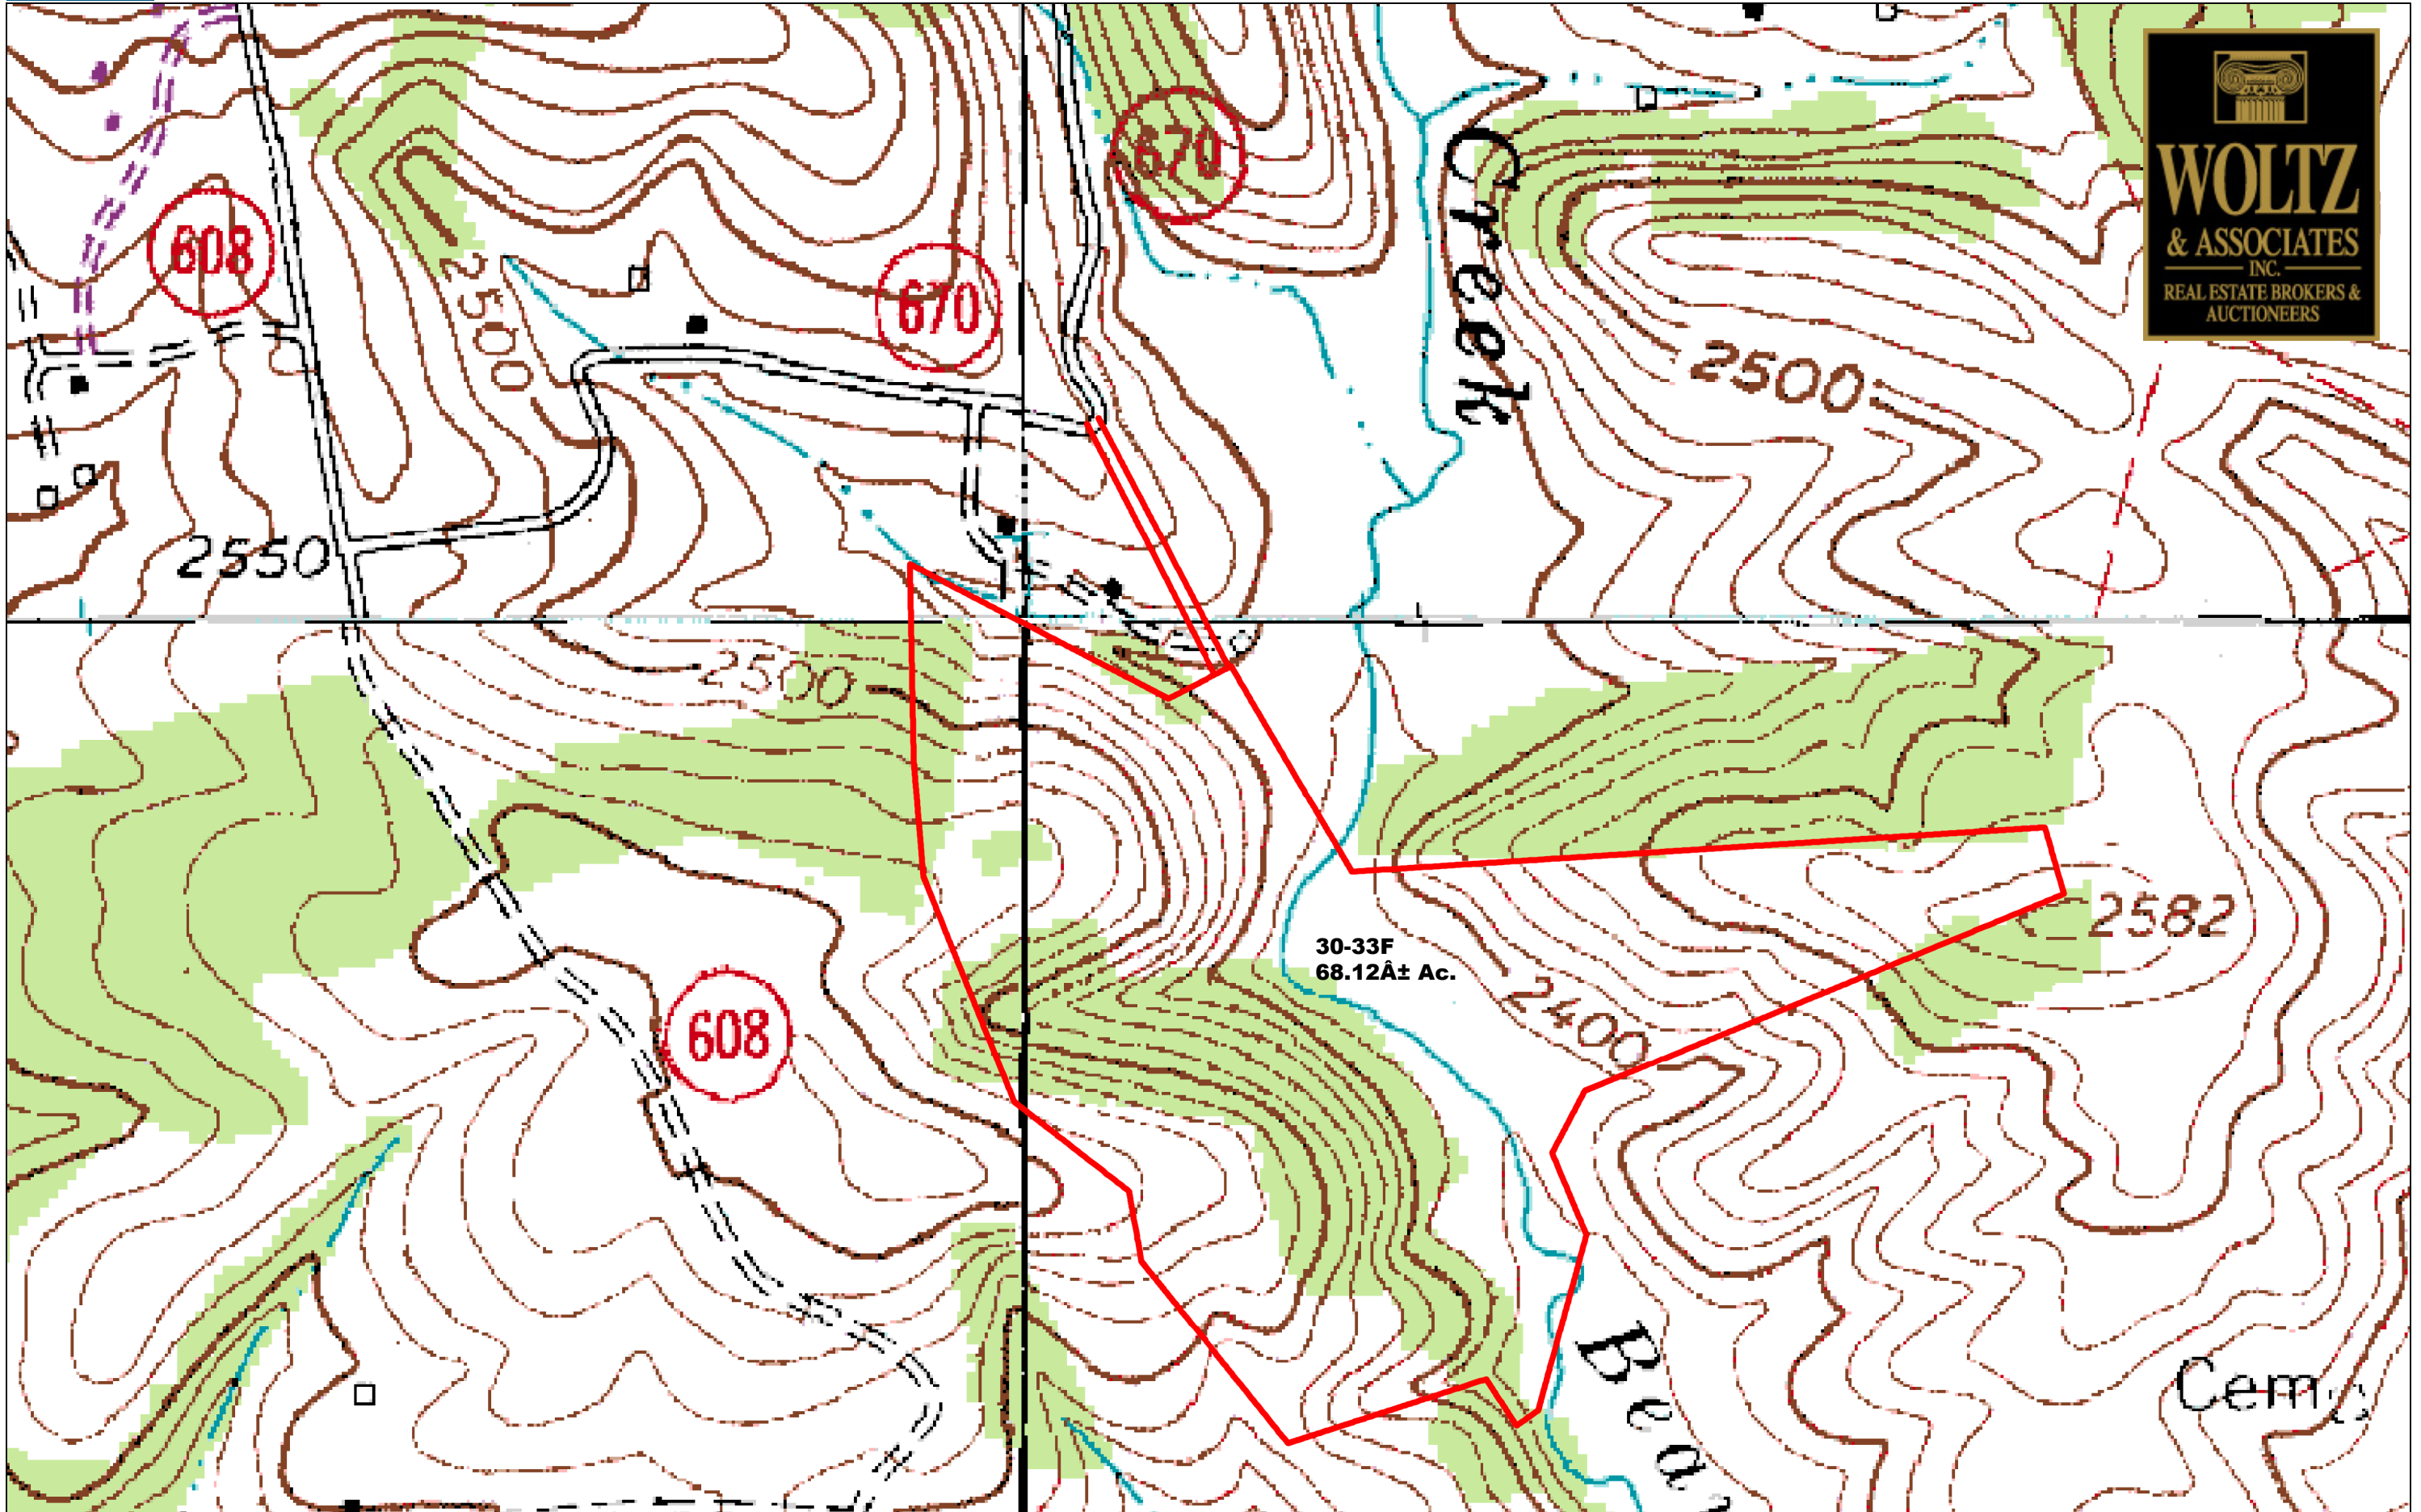 670
Creek
WOLTZ
& ASSOCIATES
INC.
REAL ESTATE BROKERS &
AUCTIONEERS
608
670
2500
2500
2550
2500
2582
30-33F
68.12Â± Ac.
2400
608
Bear
Cem